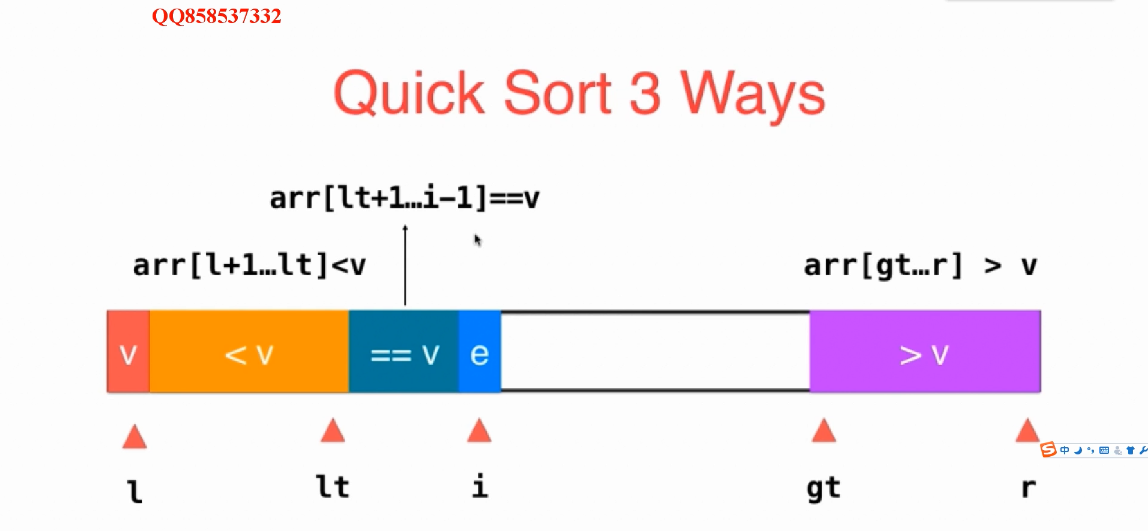 QQ858537332
Quick Sort 3 Ways
arr[lt+1…i-1]==v
arr[l+1…lt]<v
arr[gt…r] > v
v
< v
== v
e
> v
l
lt
i
gt
r
中